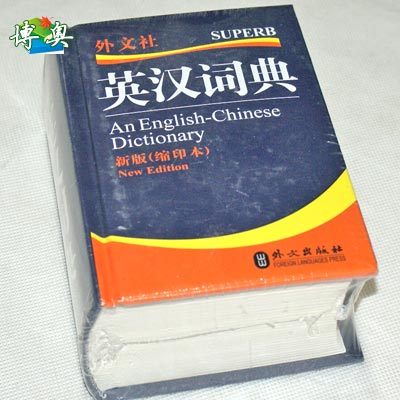 博奥
外文社
SUPERB
英汉词典
An English-Chinese
Dictionary
新版(缩印本)
New Edition
外文出版社
FOREIGN LANGUAGES PRESS